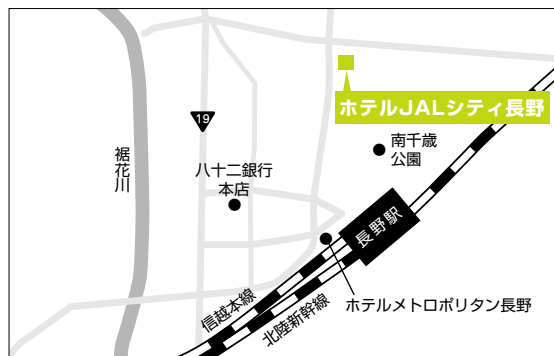 ホテルJALシティ長野
19
南千歳
公園
裾花川
八十二銀行
本店
長野駅
信越本線
北陸新幹線
ホテルメトロポリタン長野